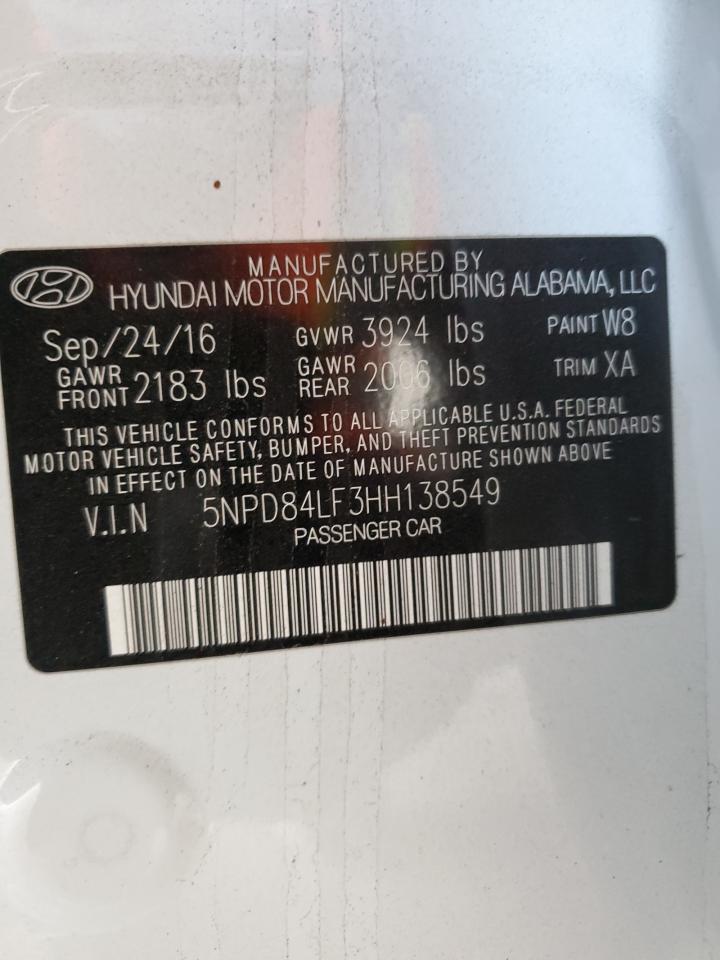 MANUFACTURED BY
HYUNDAI MOTOR MANUFACTURING ALABAMA, LLC
Sep/24/16 GVWR 3924 lbs PAINT W8
GAWR FRONT 2183 lbs GAWR REAR 2006 lbs TRIM XA
THIS VEHICLE CONFORMS TO ALL APPLICABLE U.S.A. FEDERAL
MOTOR VEHICLE SAFETY, BUMPER, AND THEFT PREVENTION STANDARDS
IN EFFECT ON THE DATE OF MANUFACTURE SHOWN ABOVE
V.I.N 5NPD84LF3HH138549
PASSENGER CAR